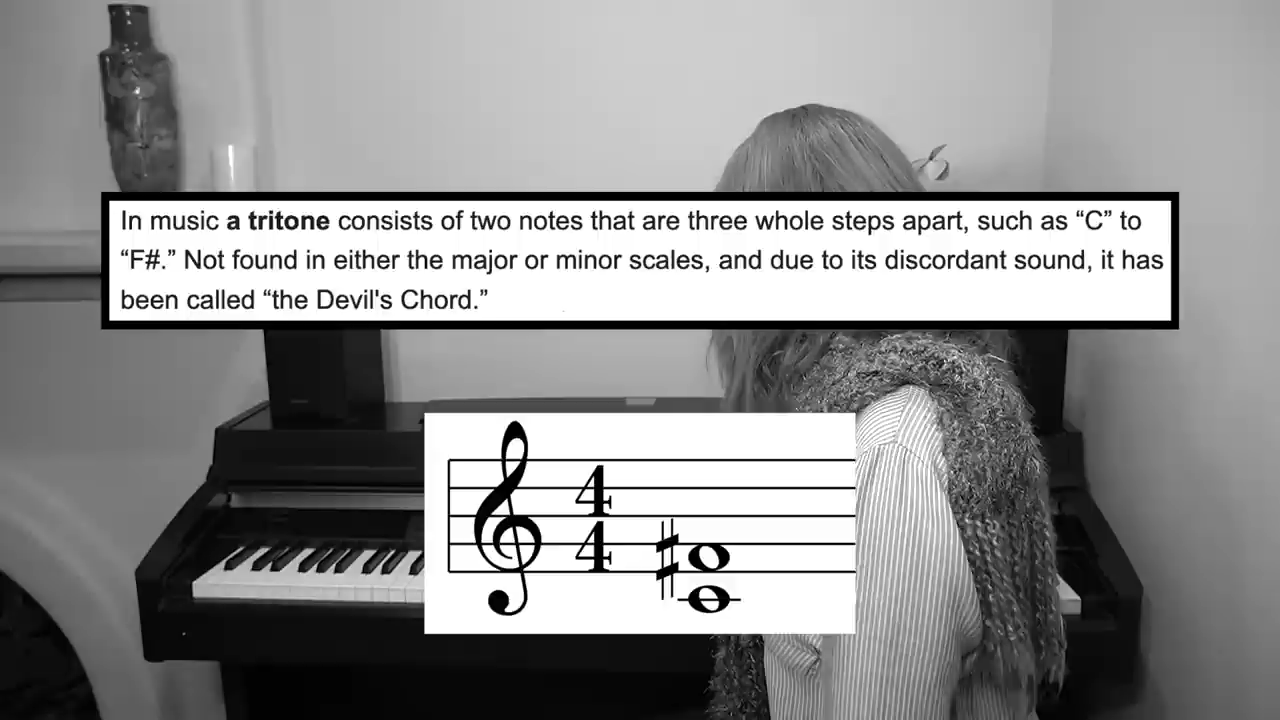 In music a tritone consists of two notes that are three whole steps apart, such as “C” to
“F#.” Not found in either the major or minor scales, and due to its discordant sound, it has
been called “the Devil's Chord.”
4
4